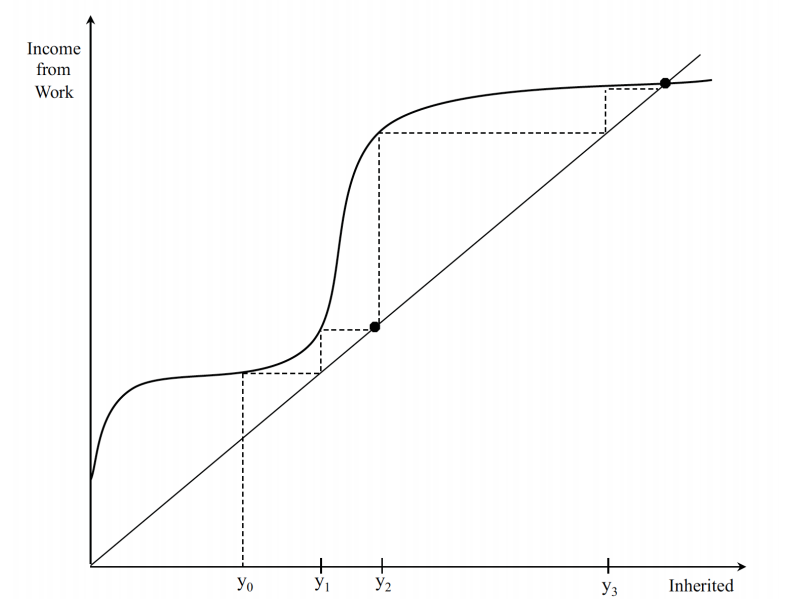 Income
from
Work
y₀
y₁
y₂
y₃
Inherited